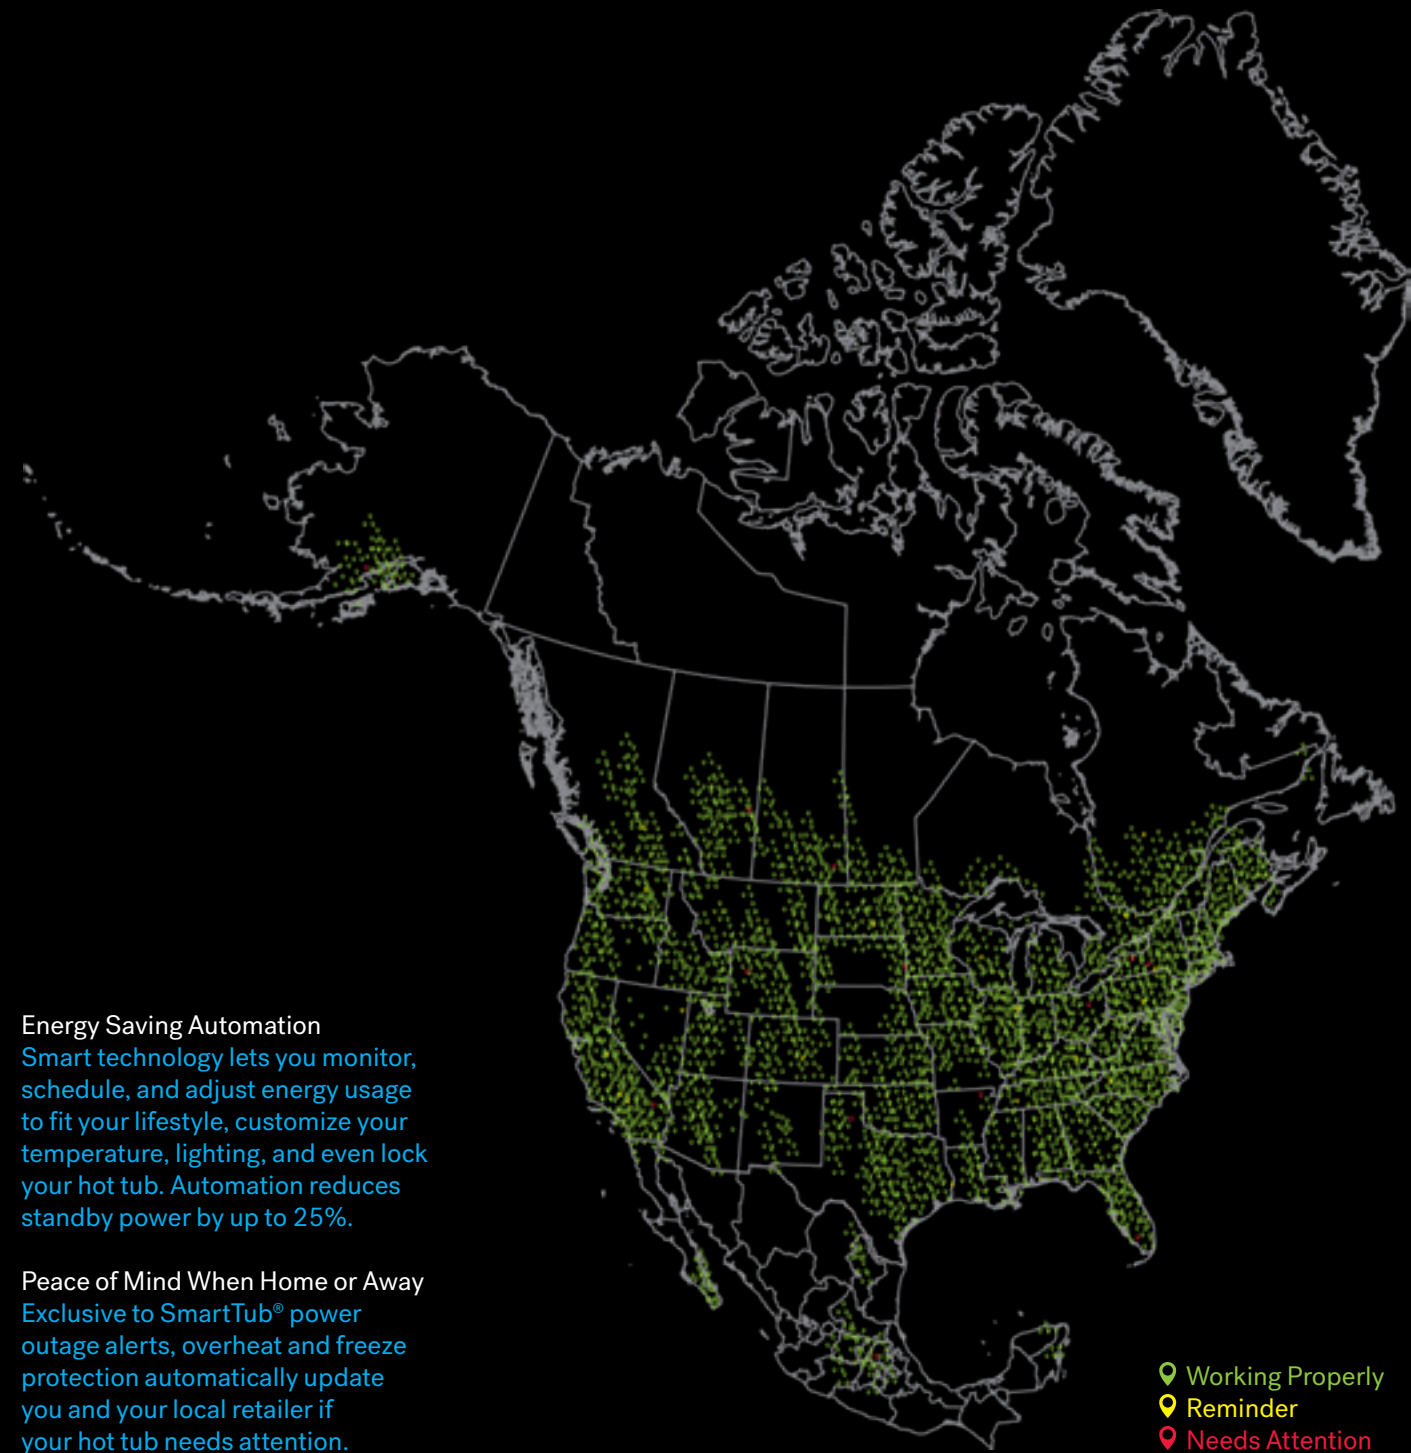 Energy Saving Automation
Smart technology lets you monitor,
schedule, and adjust energy usage
to fit your lifestyle, customize your
temperature, lighting, and even lock
your hot tub. Automation reduces
standby power by up to 25%.
Peace of Mind When Home or Away
Exclusive to SmartTub® power
outage alerts, overheat and freeze
protection automatically update
you and your local retailer if
your hot tub needs attention.
Working Properly
Reminder
Needs Attention